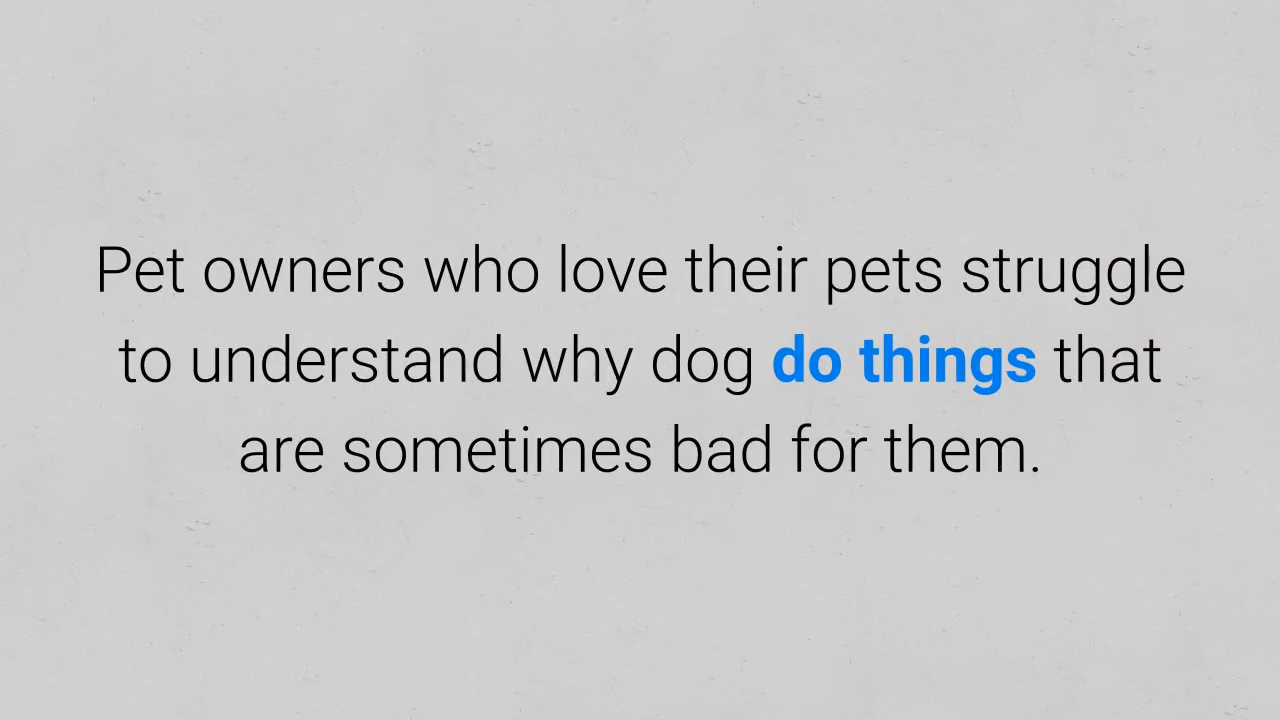 Pet owners who love their pets struggle
to understand why dog do things that
are sometimes bad for them.